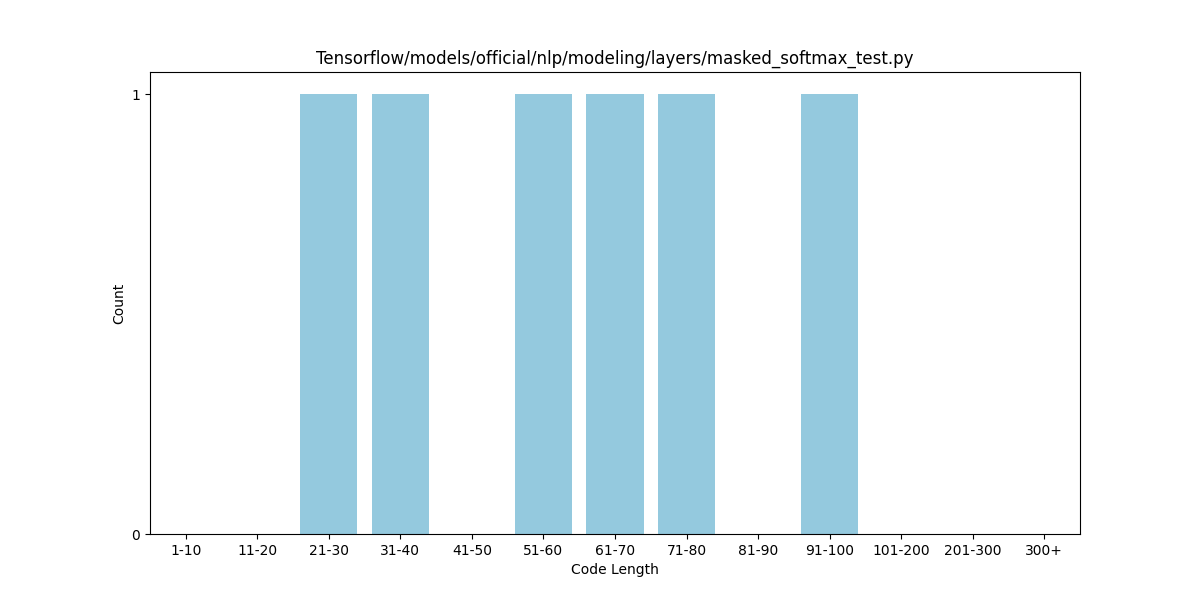 Tensorflow/models/official/nlp/modeling/layers/masked_softmax_test.py
1
Count
0
1-10 11-20 21-30 31-40 41-50 51-60 61-70 71-80 81-90 91-100 101-200 201-300 300+
Code Length